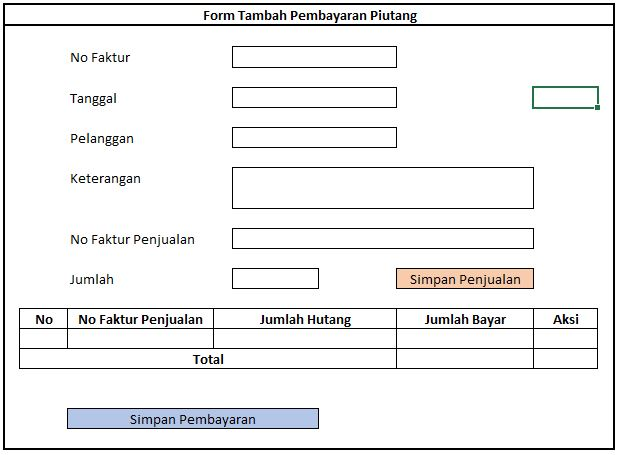 Form Tambah Pembayaran Piutang
No Faktur
Tanggal
Pelanggan
Keterangan
No Faktur Penjualan
Jumlah Simpan Penjualan
No No Faktur Penjualan Jumlah Hutang Jumlah Bayar Aksi
Total
Simpan Pembayaran